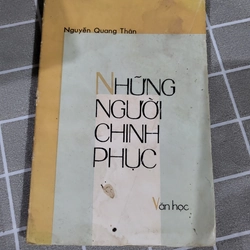 Nguyễn Quang Thân
NHỮNG
NGƯỜI
CHINH
PHỤC
Văn học